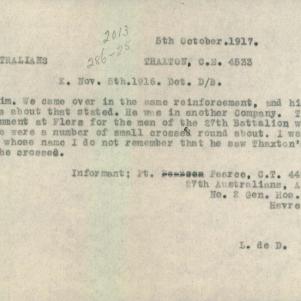 2013
286-25
5th October.1917.
TRALIANS THAXTON, C.E. 4533
K. Nov. 5th.1916. Det. D/B.
im. We came over in the same reinforcement, and hi
s about that stated. He was in another Company. T
nment at Flers for the men of the 27th Battalion w
e were a number of small crosses round about. I wa
whose name I do not remember that he saw Thaxton'
he crosses.
Informant; Pt. Pearce, C.T. 44
27th Australians, A
No. 2 Gen. Hos.
Havre
L. de D.